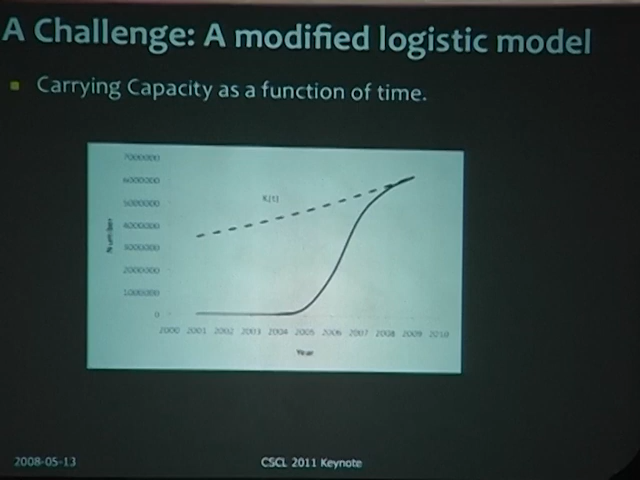 A Challenge: A modified logistic model
Carrying Capacity as a function of time.
7000000
6000000
5000000
4000000
3000000
2000000
1000000
0
K(t)
Number
2000 2001 2002 2003 2004 2005 2006 2007 2008 2009 2010
Year
2008-05-13 CSCL 2011 Keynote